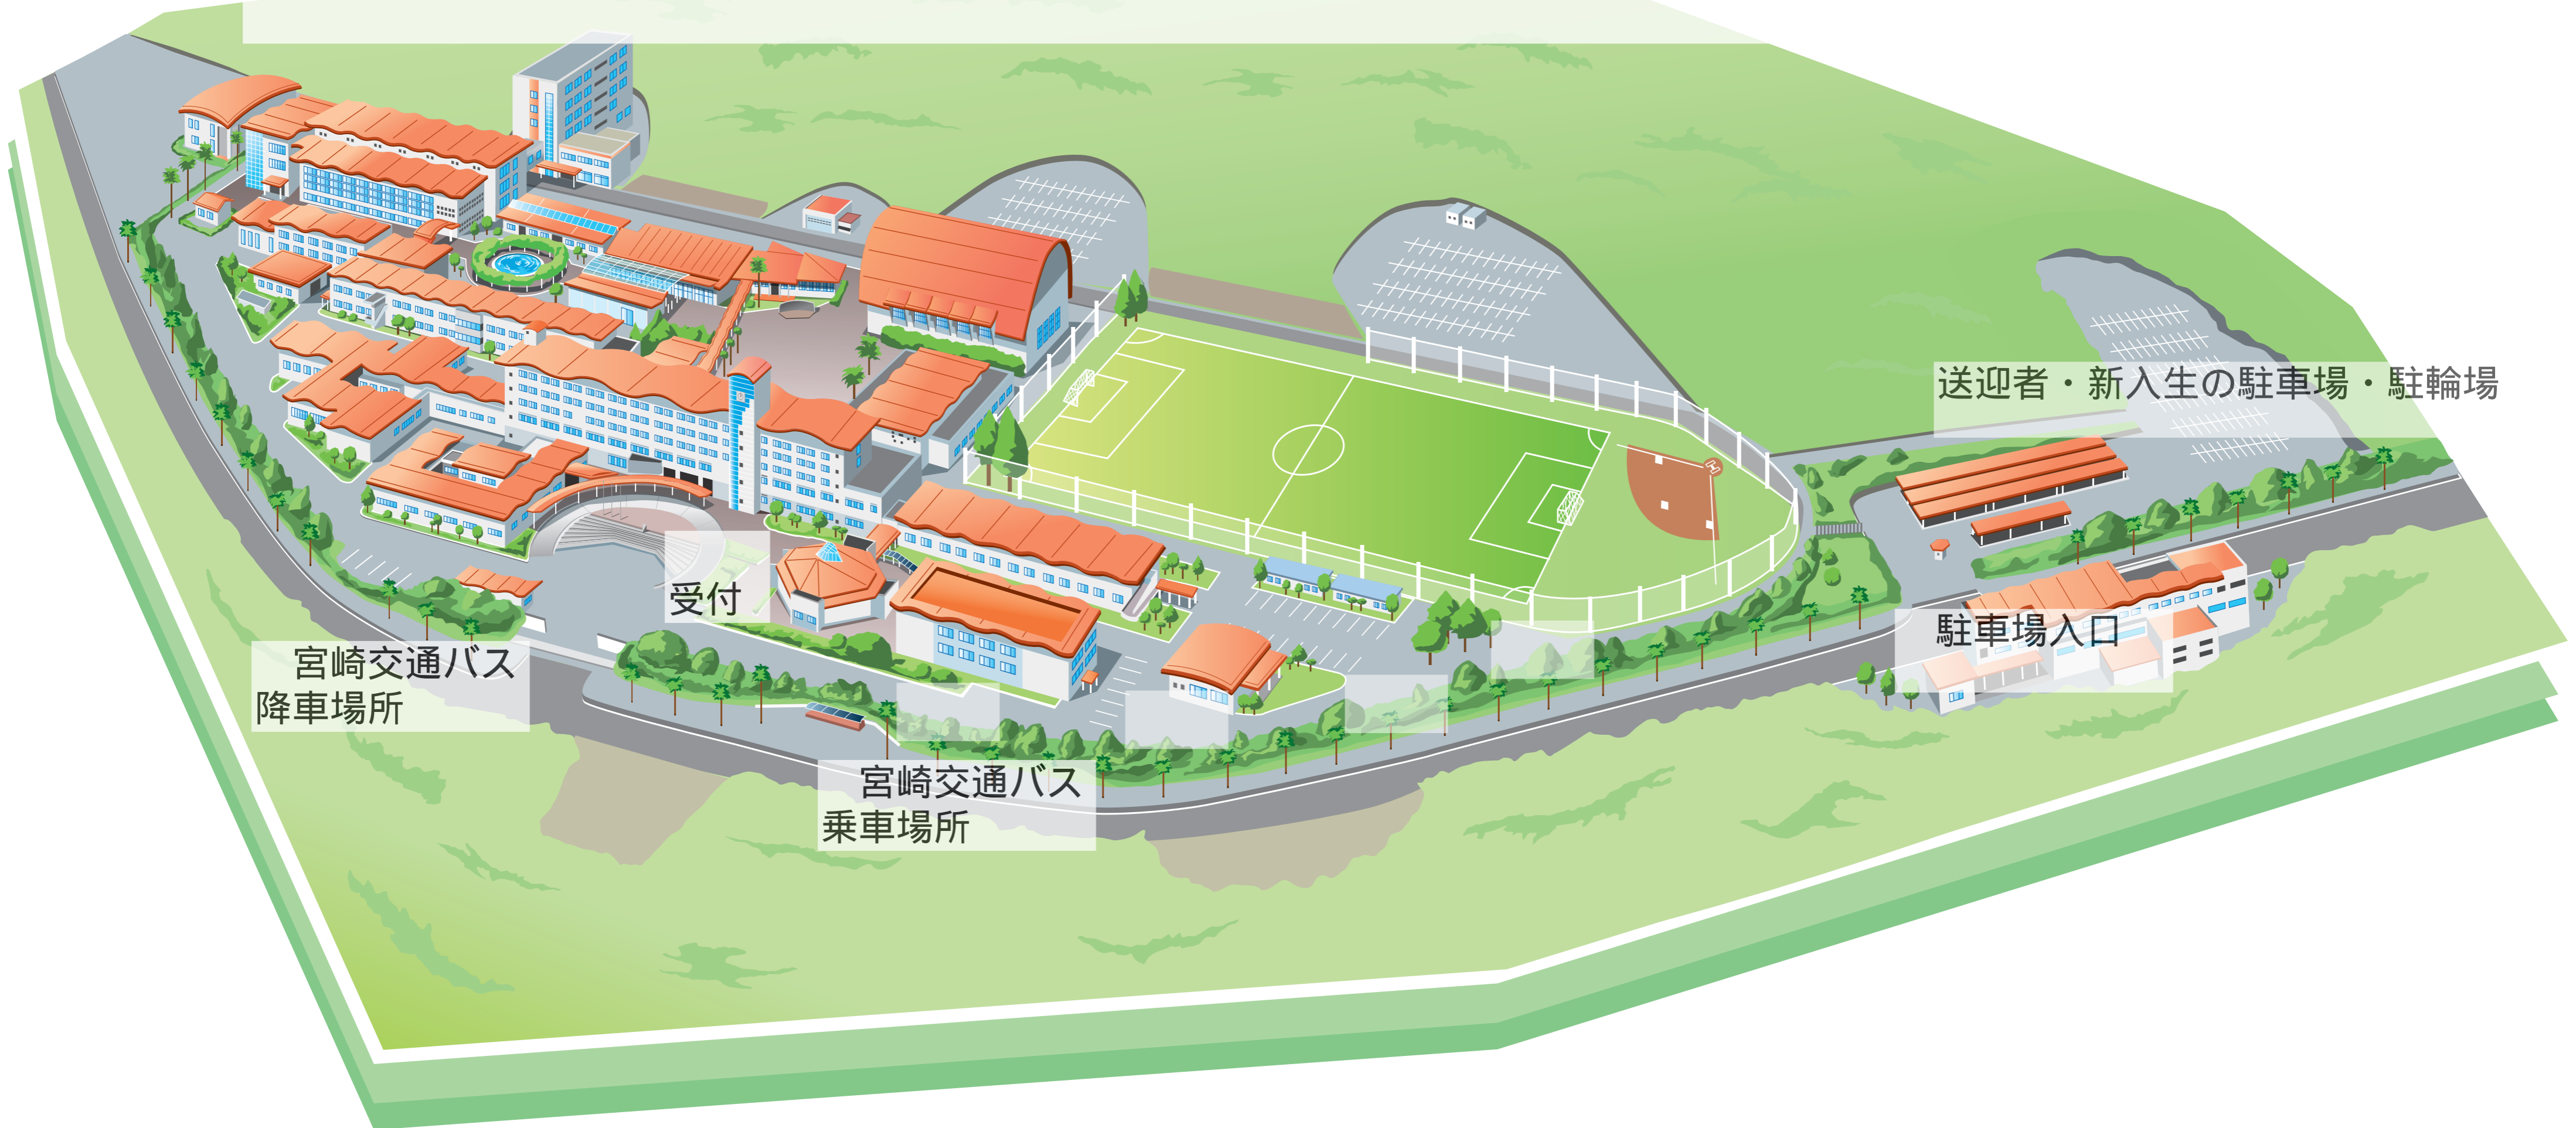 送迎者・新入生の駐車場・駐輪場
受付
駐車場入口
宮崎交通バス
降車場所
宮崎交通バス
乗車場所